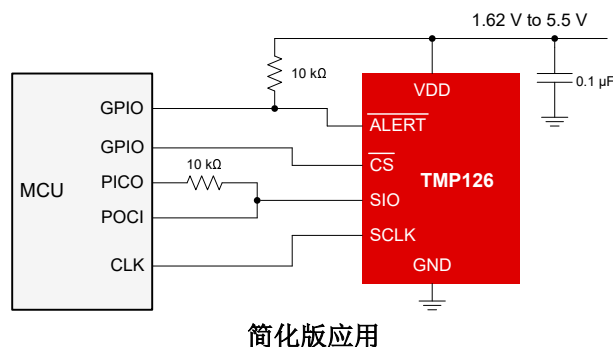 1.62 V to 5.5 V
10 kΩ
0.1 µF
VDD
GPIO
ALERT
GPIO
CS
10 kΩ
TMP126
PICO
MCU
SIO
POCI
SCLK
CLK
GND
简化版应用